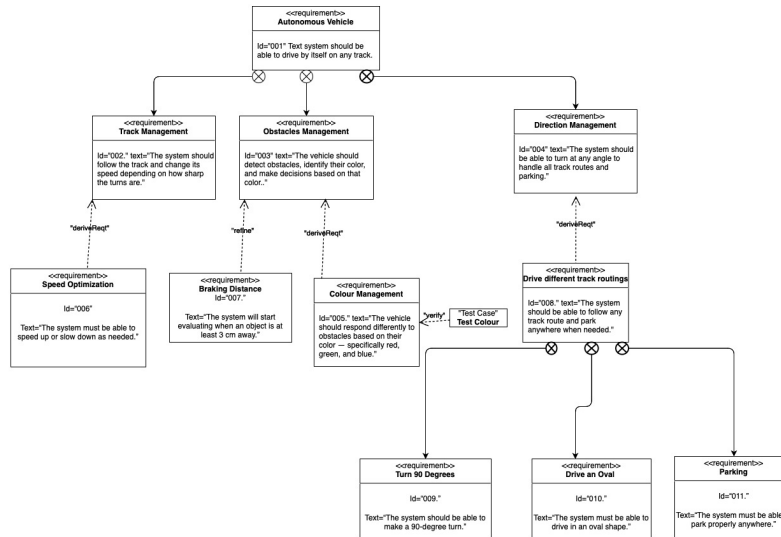 <<requirement>>
Autonomous Vehicle
Id="001" Text system should be
able to drive by itself on any track.
<<requirement>>
Track Management
Id="002." text="The system should
follow the track and change its
speed depending on how sharp
the turns are."
<<requirement>>
Obstacles Management
Id="003" text="The vehicle should
detect obstacles, identify their color,
and make decisions based on that
color.."
<<requirement>>
Direction Management
Id="004" text="The system should
be able to turn at any angle to
handle all track routes and
parking."
"deriveReqt"
"refine"
"deriveReqt"
"deriveReqt"
<<requirement>>
Speed Optimization
Id="006"
Text="The system must be able to
speed up or slow down as needed."
<<requirement>>
Braking Distance
Id="007."
Text="The system will start
evaluating when an object is at
least 3 cm away."
<<requirement>>
Colour Management
Id="005." text="The vehicle
should respond differently to
obstacles based on their
color — specifically red,
green, and blue."
"verify"
"Test Case"
Test Colour
<<requirement>>
Drive different track routings
Id="008." text="The system
should be able to follow any
track route and park
anywhere when needed."
<<requirement>>
Turn 90 Degrees
Id="009."
Text="The system should be able to
make a 90-degree turn."
<<requirement>>
Drive an Oval
Id="010."
Text="The system must be able to
drive in an oval shape."
<<requirement>>
Parking
Id="011."
Text="The system must be able
park properly anywhere."